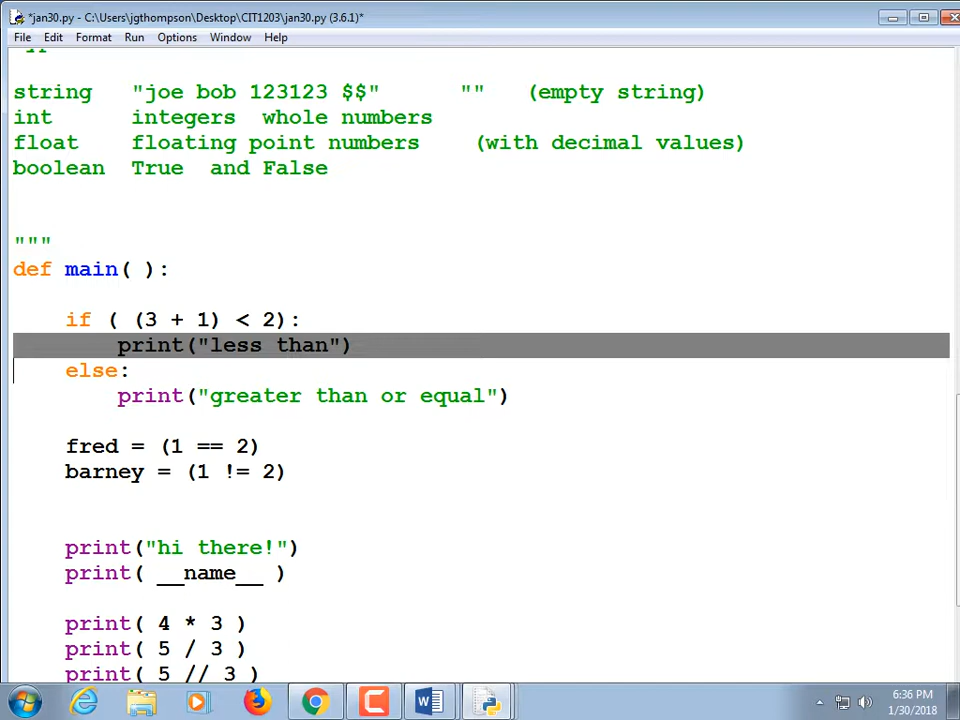 *jan30.py - C:\Users\jgthompson\Desktop\CIT1203\jan30.py (3.6.1)*
File Edit Format Run Options Window Help
string "joe bob 123123 $$" "" (empty string)
int integers whole numbers
float floating point numbers (with decimal values)
boolean True and False
"""
def main( ):
if ( (3 + 1) < 2):
print("less than")
else:
print("greater than or equal")
fred = (1 == 2)
barney = (1 != 2)
print("hi there!")
print( __name__ )
print( 4 * 3 )
print( 5 / 3 )
print( 5 // 3 )
6:36 PM
1/30/2018